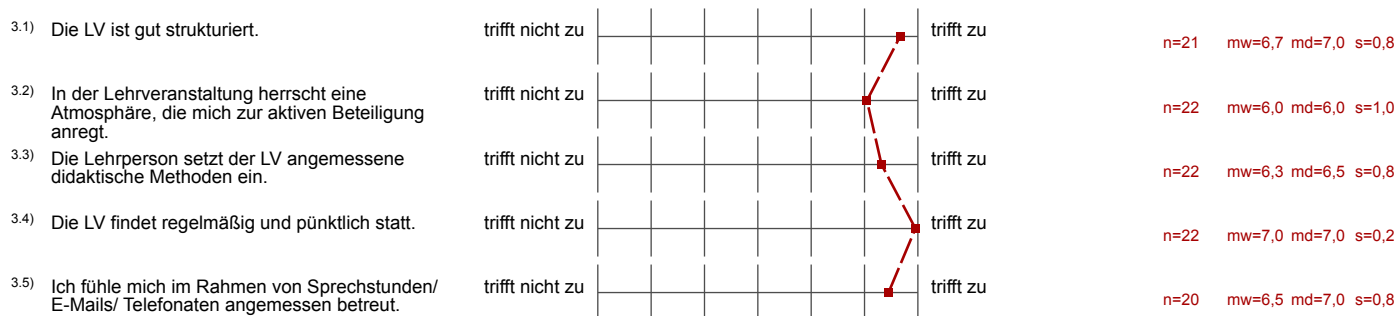 3.1) Die LV ist gut strukturiert. trifft nicht zu trifft zu n=21 mw=6,7 md=7,0 s=0,8
3.2) In der Lehrveranstaltung herrscht eine trifft nicht zu trifft zu n=22 mw=6,0 md=6,0 s=1,0
Atmosphäre, die mich zur aktiven Beteiligung
anregt.
3.3) Die Lehrperson setzt der LV angemessene trifft nicht zu trifft zu n=22 mw=6,3 md=6,5 s=0,8
didaktische Methoden ein.
3.4) Die LV findet regelmäßig und pünktlich statt. trifft nicht zu trifft zu n=22 mw=7,0 md=7,0 s=0,2
3.5) Ich fühle mich im Rahmen von Sprechstunden/ trifft nicht zu trifft zu n=20 mw=6,5 md=7,0 s=0,8
E-Mails/ Telefonaten angemessen betreut.